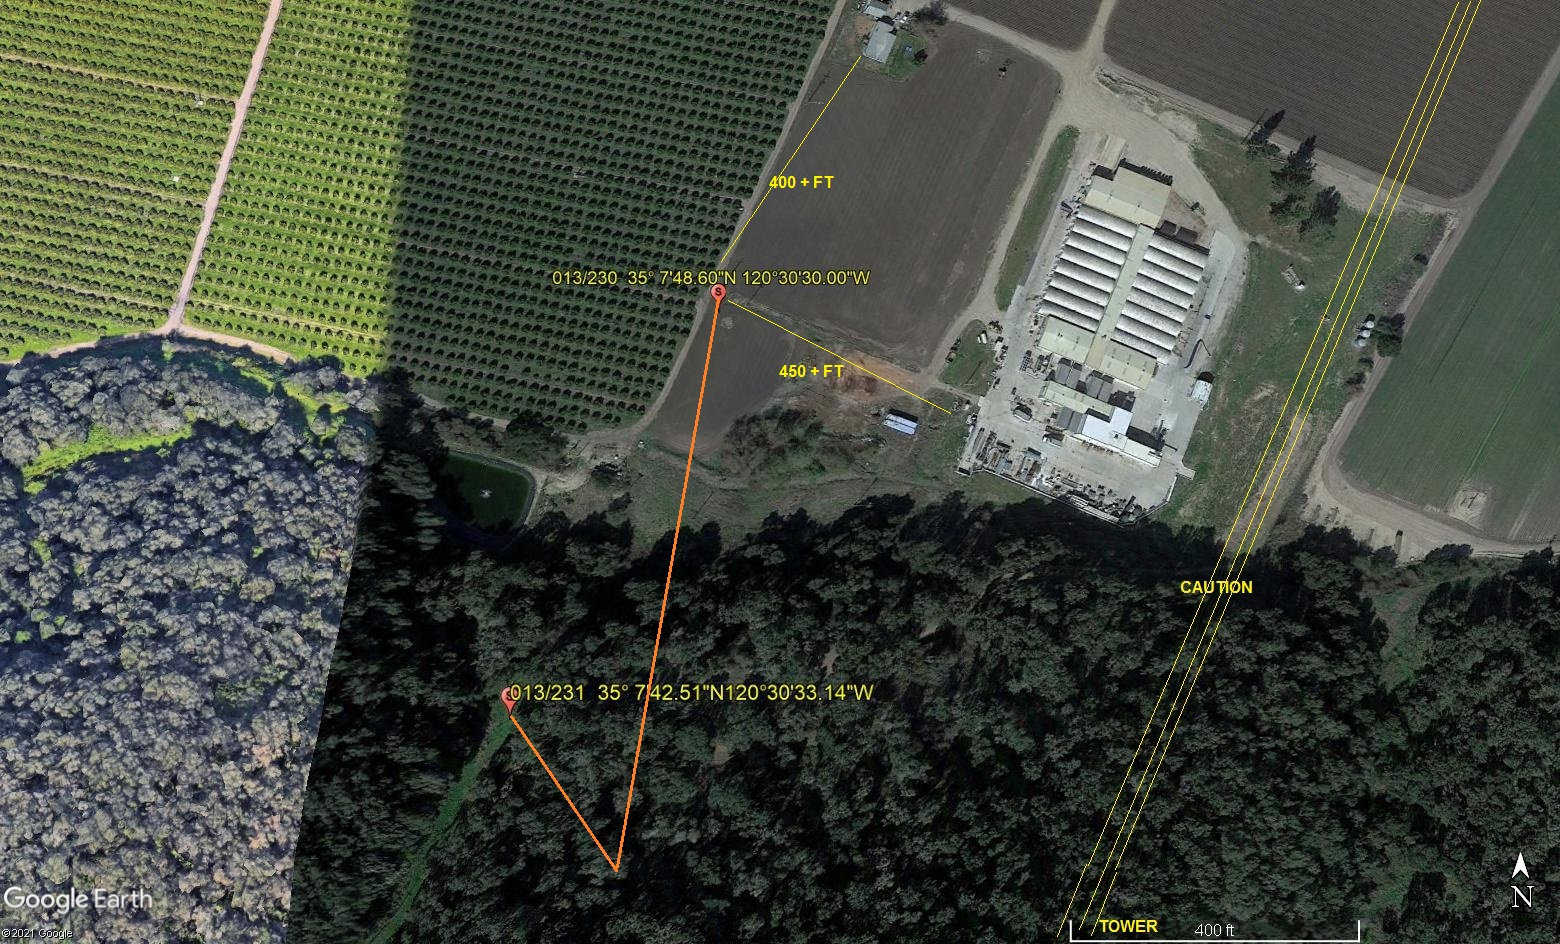 400 + FT
013/230  35° 7'48.60"N 120°30'30.00"W
S
450 + FT
CAUTION
013/231  35° 7'42.51"N120°30'33.14"W
Google Earth
©2021 Google
TOWER
400 ft
N